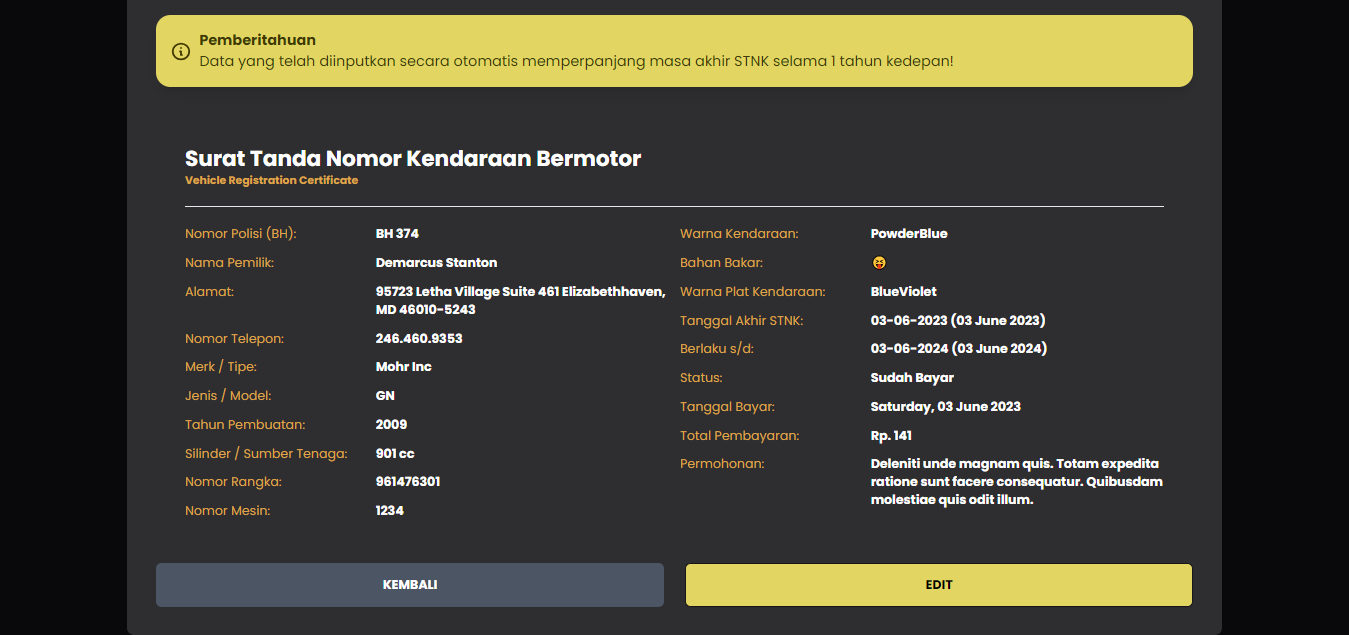 Pemberitahuan
Data yang telah diinputkan secara otomatis memperpanjang masa akhir STNK selama 1 tahun kedepan!
Surat Tanda Nomor Kendaraan Bermotor
Vehicle Registration Certificate
Nomor Polisi (BH): BH 374
Nama Pemilik: Demarcus Stanton
Alamat: 95723 Letha Village Suite 461 Elizabethhaven,
MD 46010-5243
Nomor Telepon: 246.460.9353
Merk / Tipe: Mohr Inc
Jenis / Model: GN
Tahun Pembuatan: 2009
Silinder / Sumber Tenaga: 901 cc
Nomor Rangka: 961476301
Nomor Mesin: 1234
Warna Kendaraan: PowderBlue
Bahan Bakar: 😝
Warna Plat Kendaraan: BlueViolet
Tanggal Akhir STNK: 03-06-2023 (03 June 2023)
Berlaku s/d: 03-06-2024 (03 June 2024)
Status: Sudah Bayar
Tanggal Bayar: Saturday, 03 June 2023
Total Pembayaran: Rp. 141
Permohonan: Deleniti unde magnam quis. Totam expedita
ratione sunt facere consequatur. Quibusdam
molestiae quis odit illum.
KEMBALI
EDIT